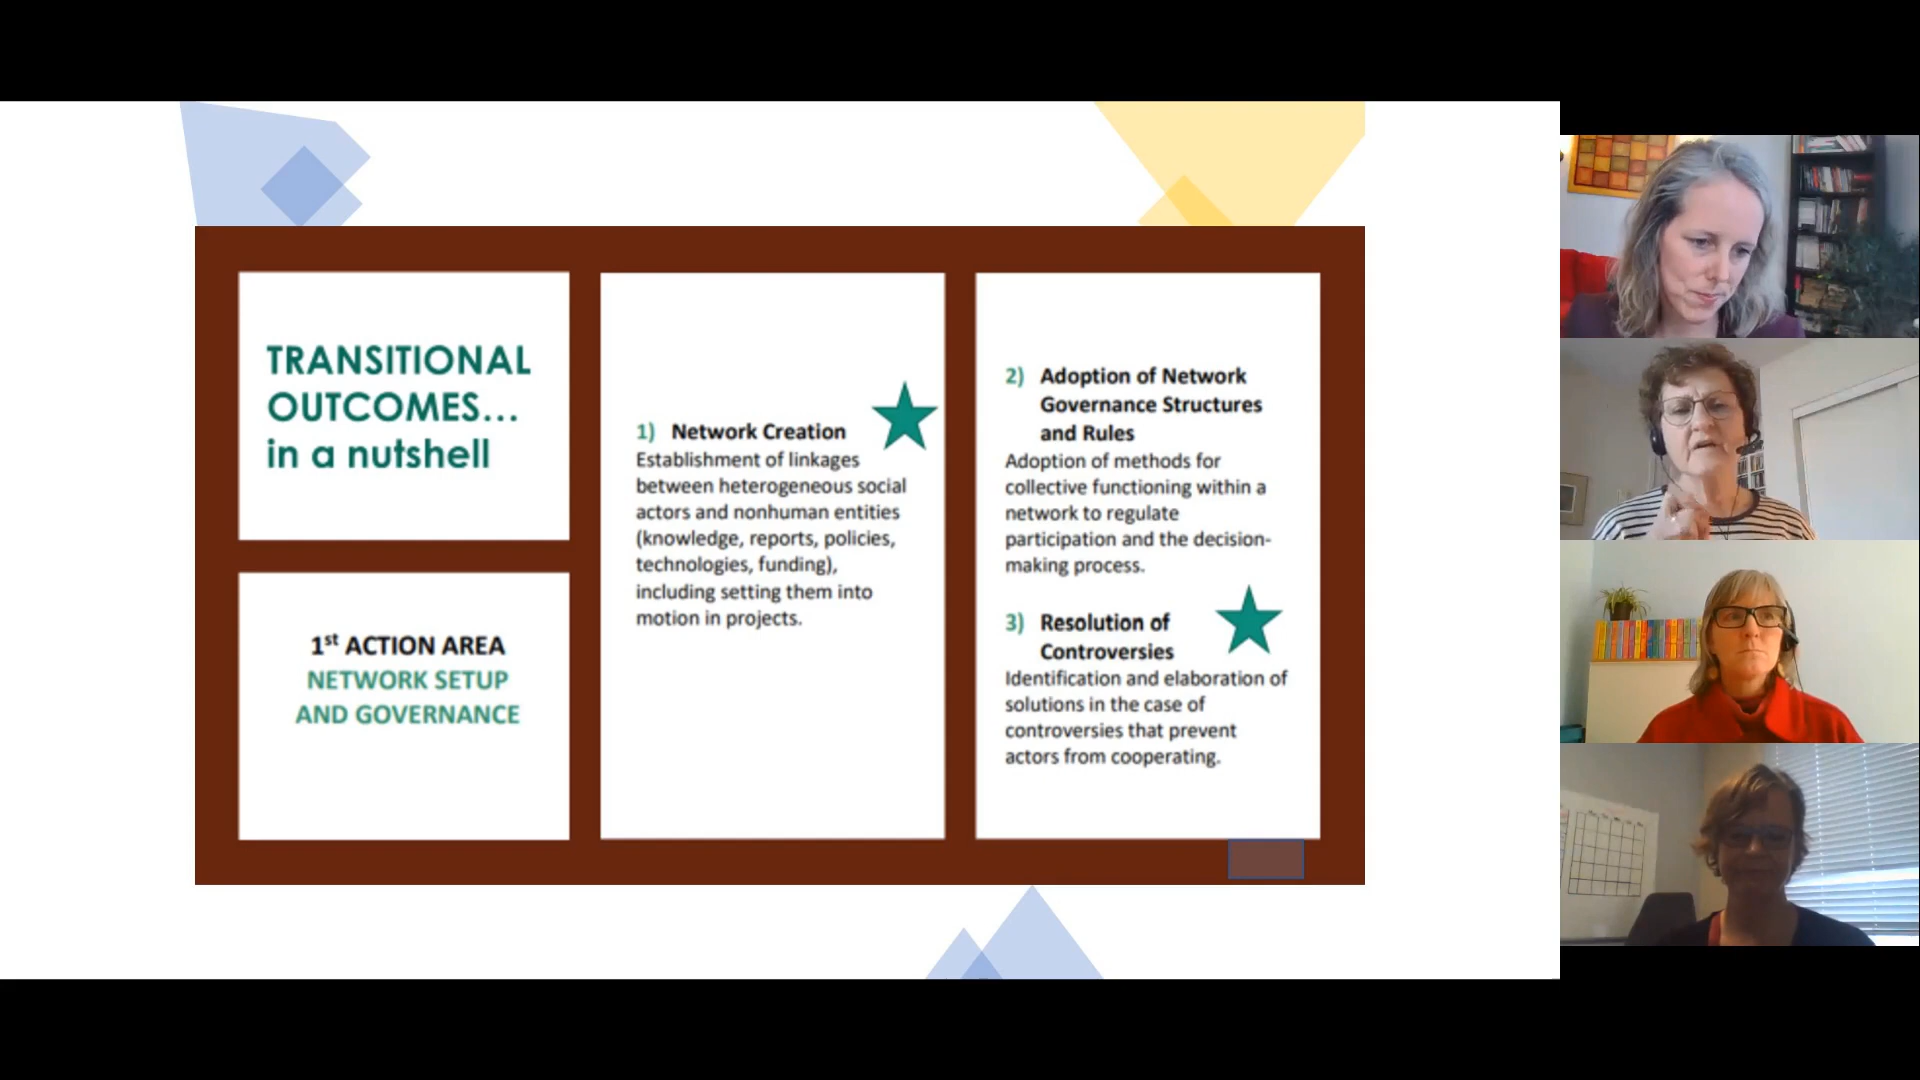 TRANSITIONAL
OUTCOMES...
in a nutshell
1st ACTION AREA
NETWORK SETUP
AND GOVERNANCE
1) Network Creation
Establishment of linkages
between heterogeneous social
actors and nonhuman entities
(knowledge, reports, policies,
technologies, funding),
including setting them into
motion in projects.
2) Adoption of Network
Governance Structures
and Rules
Adoption of methods for
collective functioning within a
network to regulate
participation and the decision-
making process.
3) Resolution of
Controversies
Identification and elaboration of
solutions in the case of
controversies that prevent
actors from cooperating.